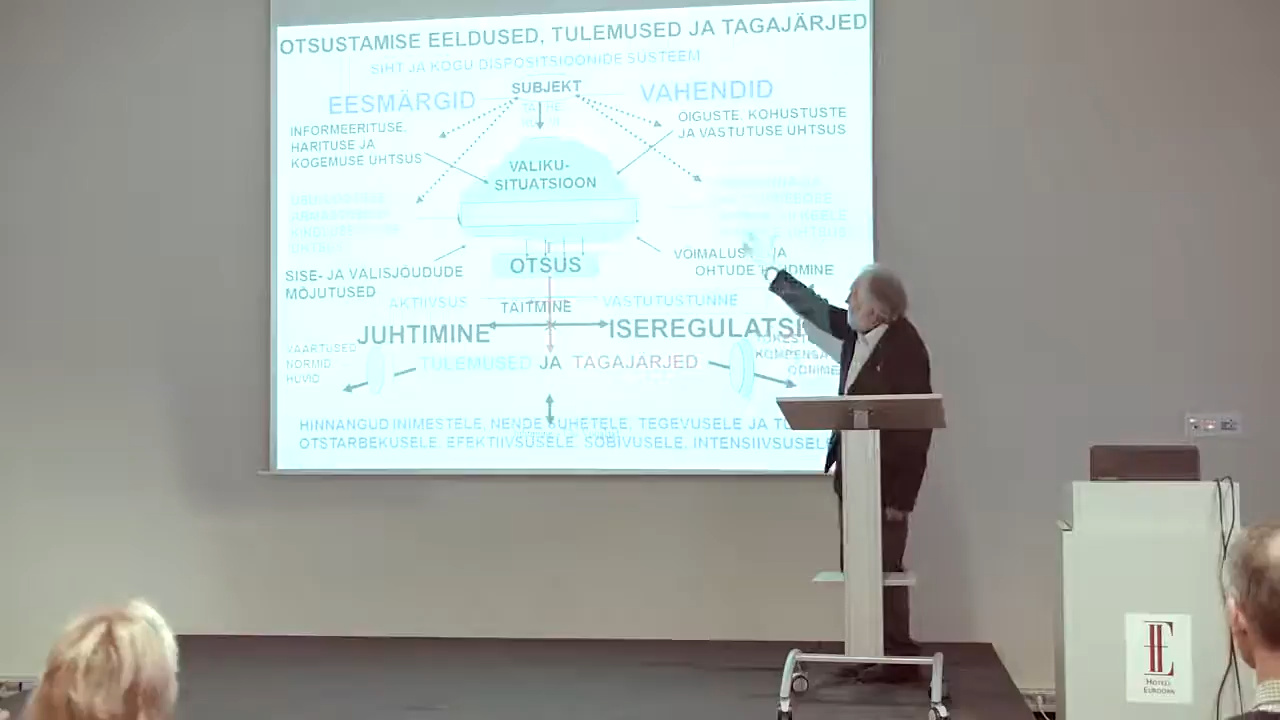 OTSUSTAMISE EELDUSED, TULEMUSED JA TAGAJÄRJED
SIHT JA KOGU DISPOSITSIOONIDE SÜSTEEM
SUBJEKT
EESMÄRGID
VAHENDID
INFORMEERITUSE,
HARITUSE JA
KOGEMUSE ÜHTSUS
ÕIGUSTE, KOHUSTUSTE
JA VASTUTUSE ÜHTSUS
VALIKU-
SITUATSIOON
SISE- JA VÄLISJÕUDUDE
MÕJUTUSED
OTSUS
VÕIMALUSTE JA
OHTUDE
AKTIIVSUS
TÄITMINE
VASTUTUSTUNNE
JUHTIMINE
ISEREGULATSI
VÄÄRTUSED
NORMID
HUVID
TULEMUSED JA TAGAJÄRJED
HINNANGUD INIMESTELE, NENDE SUHETELE, TEGEVUSELE JA TU
OTSTARBEKUSELE, EFEKTIIVSUSELE, SOBIVUSELE, INTENSIIVSUSELE
HOTELL
EUROOPA